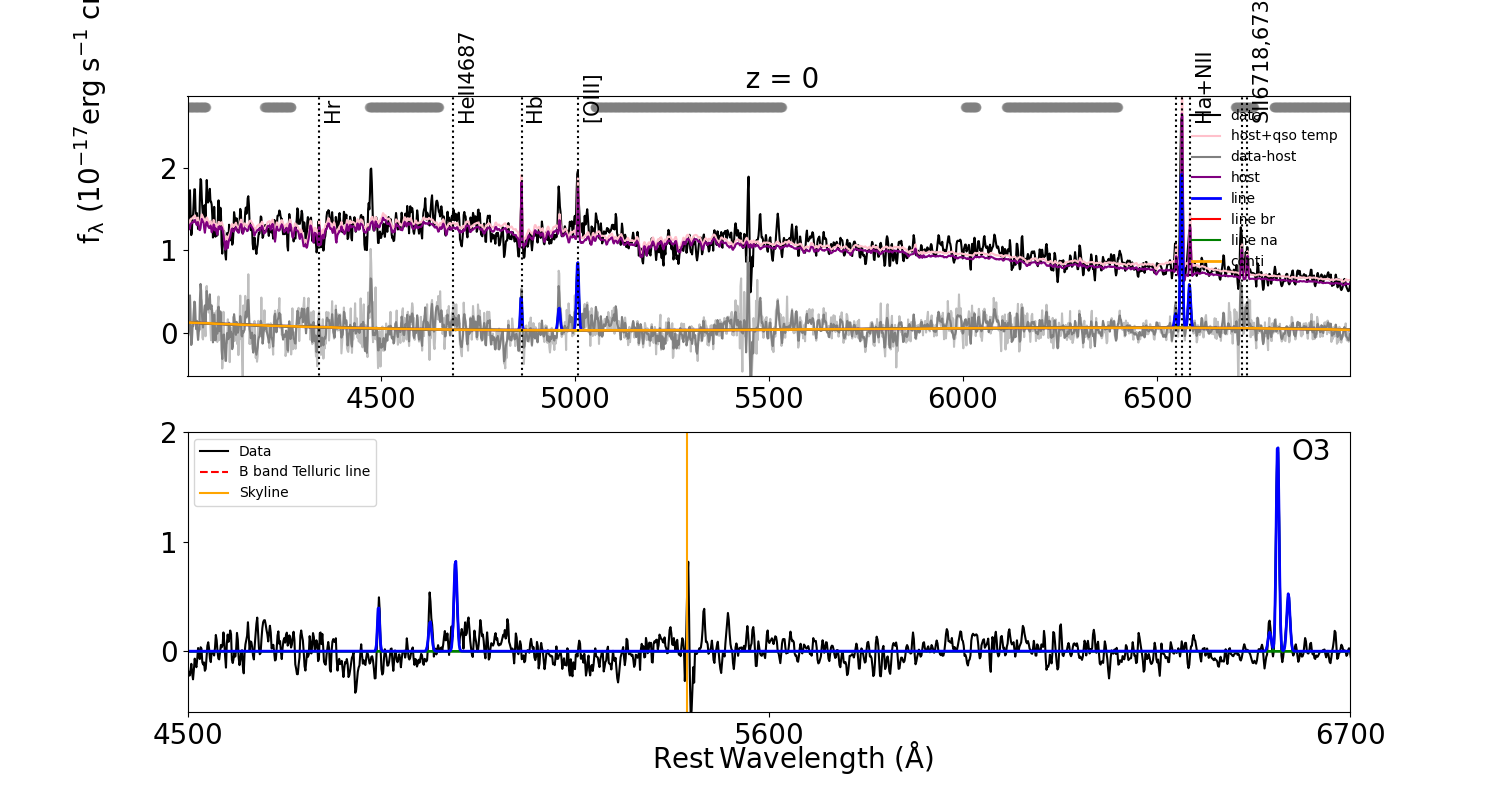 z = 0
Hr
HeII4687
Hb
[OIII]
Ha+NII
SII6718,673
f_λ (10⁻¹⁷erg s⁻¹ c
2
1
0
data
host+qso temp
data-host
host
line
line br
line na
conti
4500 5000 5500 6000 6500
2
1
0
Data
B band Telluric line
Skyline
O3
4500 5600 6700
Rest Wavelength (Å)